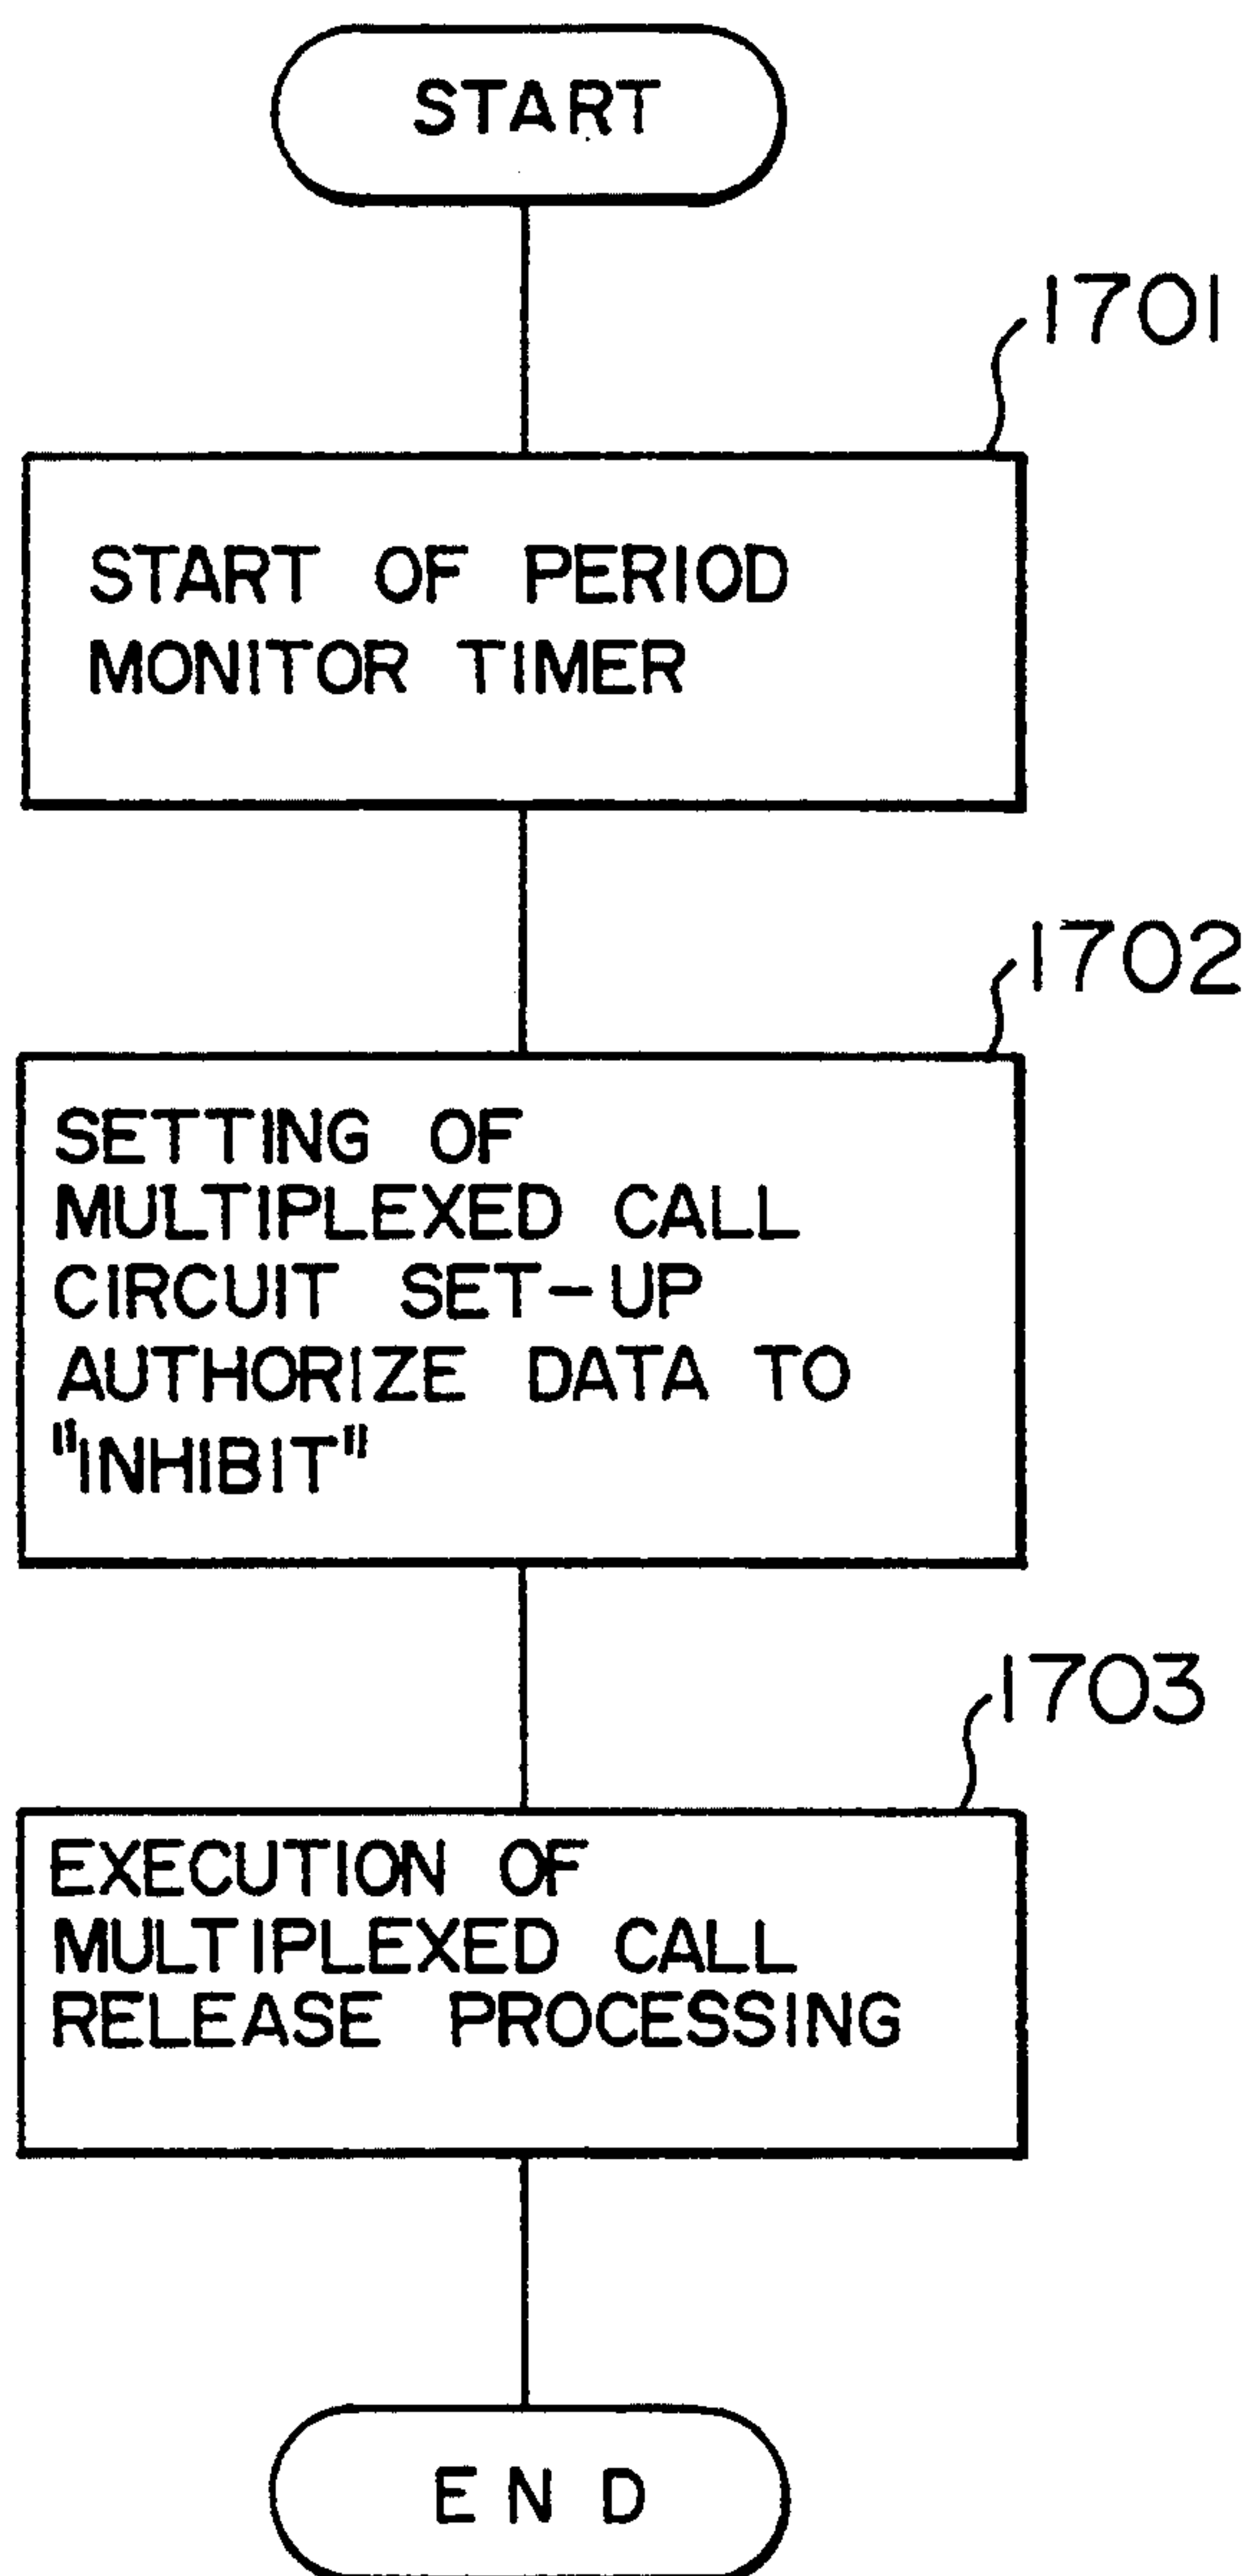 START
1701
START OF PERIOD
MONITOR TIMER
1702
SETTING OF
MULTIPLEXED CALL
CIRCUIT SET-UP
AUTHORIZE DATA TO
"INHIBIT"
1703
EXECUTION OF
MULTIPLEXED CALL
RELEASE PROCESSING
END